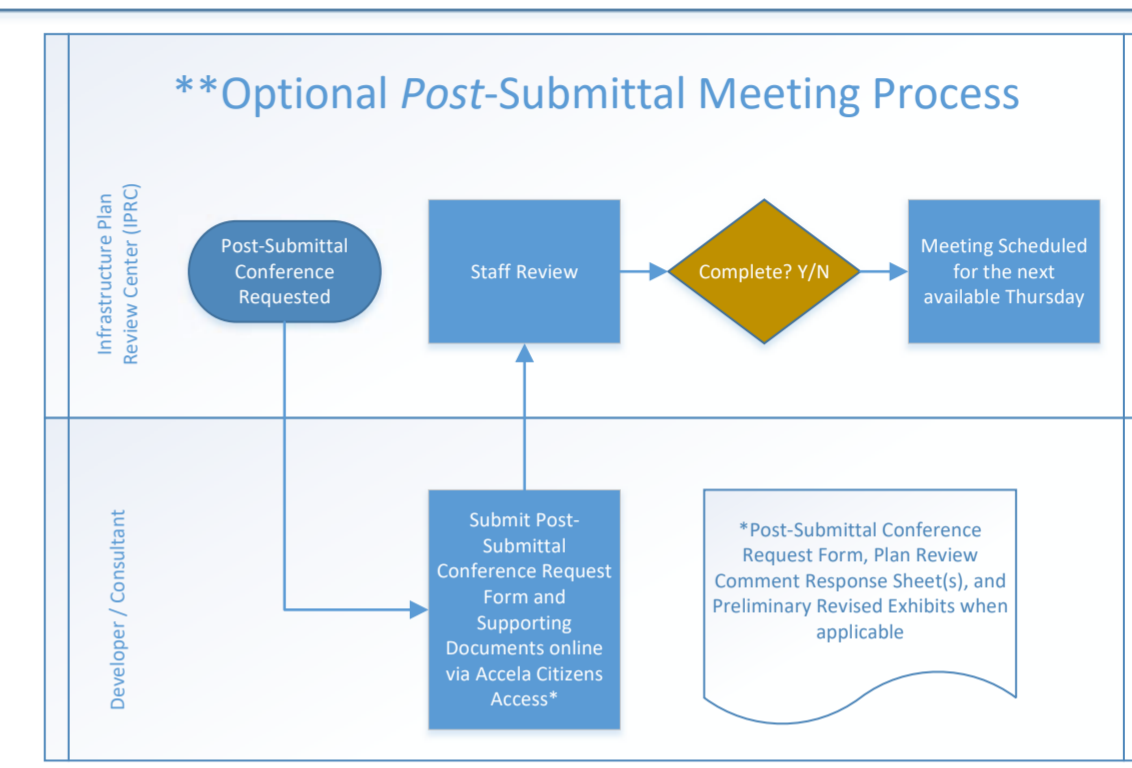 **Optional Post-Submittal Meeting Process
Infrastructure Plan
Review Center (IPRC)
Post-Submittal
Conference
Requested
Staff Review
Complete? Y/N
Meeting Scheduled
for the next
available Thursday
Developer / Consultant
Submit Post-
Submittal
Conference Request
Form and
Supporting
Documents online
via Accela Citizens
Access*
*Post-Submittal Conference
Request Form, Plan Review
Comment Response Sheet(s), and
Preliminary Revised Exhibits when
applicable